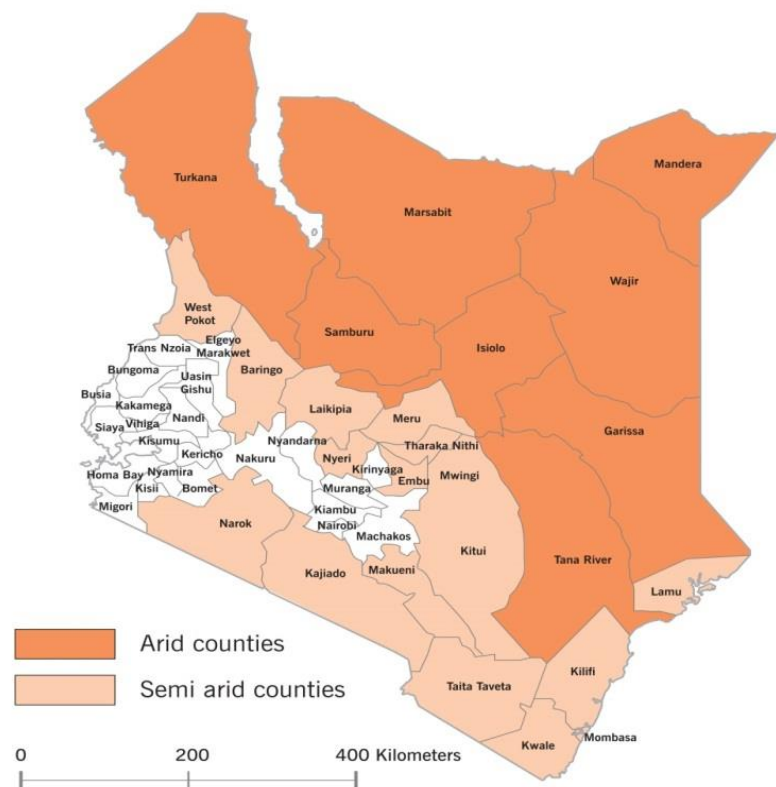 Mandera
Turkana
Marsabit
Wajir
West
Pokot
Samburu
Isiolo
Elgeyo
Marakwet
Trans Nzoia
Baringo
Bungoma
Uasin
Gishu
Busia
Kakamega
Laikipia
Meru
Nandi
Siaya
Vihiga
Garissa
Kisumu
Nyandarna
Tharaka Nithi
Kericho
Nakuru
Nyeri
Kirinyaga
Mwingi
Homa Bay
Nyamira
Embu
Kisii
Bomet
Muranga
Migori
Kiambu
Narok
Nairobi
Machakos
Kitui
Tana River
Kajiado
Makueni
Lamu
Arid counties
Kilifi
Semi arid counties
Taita Taveta
Mombasa
Kwale
0 200 400 Kilometers